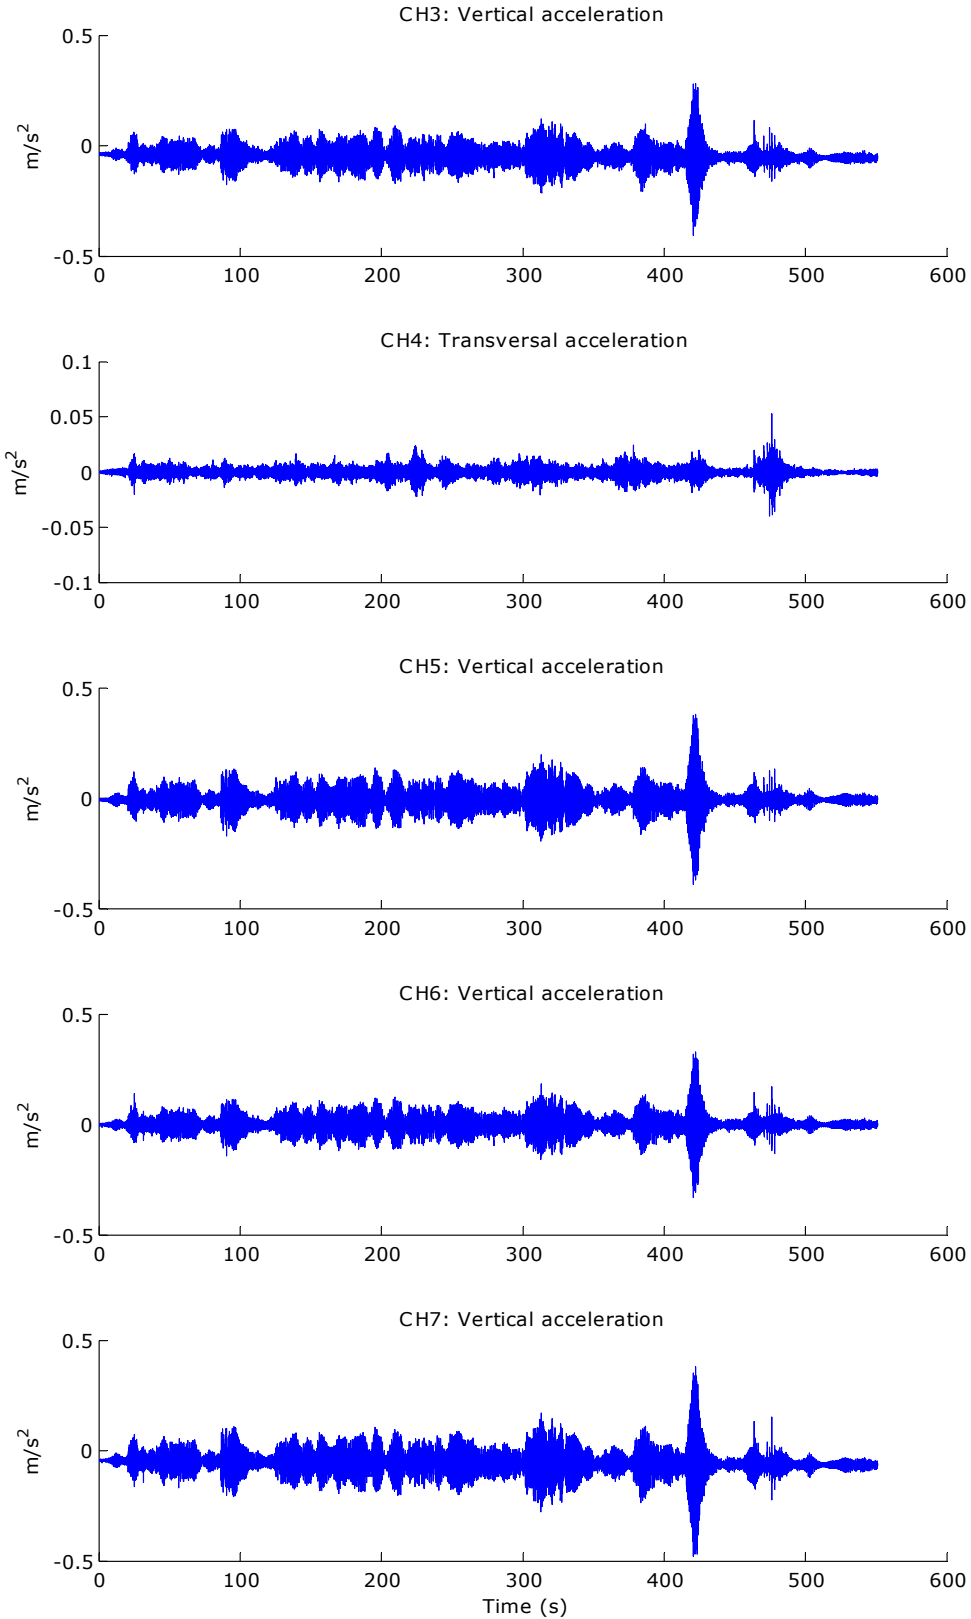 CH3: Vertical acceleration
0.5
0
-0.5
m/s²
0 100 200 300 400 500 600
CH4: Transversal acceleration
0.1
0.05
0
-0.05
-0.1
m/s²
0 100 200 300 400 500 600
CH5: Vertical acceleration
0.5
0
-0.5
m/s²
0 100 200 300 400 500 600
CH6: Vertical acceleration
0.5
0
-0.5
m/s²
0 100 200 300 400 500 600
CH7: Vertical acceleration
0.5
0
-0.5
m/s²
0 100 200 300 400 500 600
Time (s)